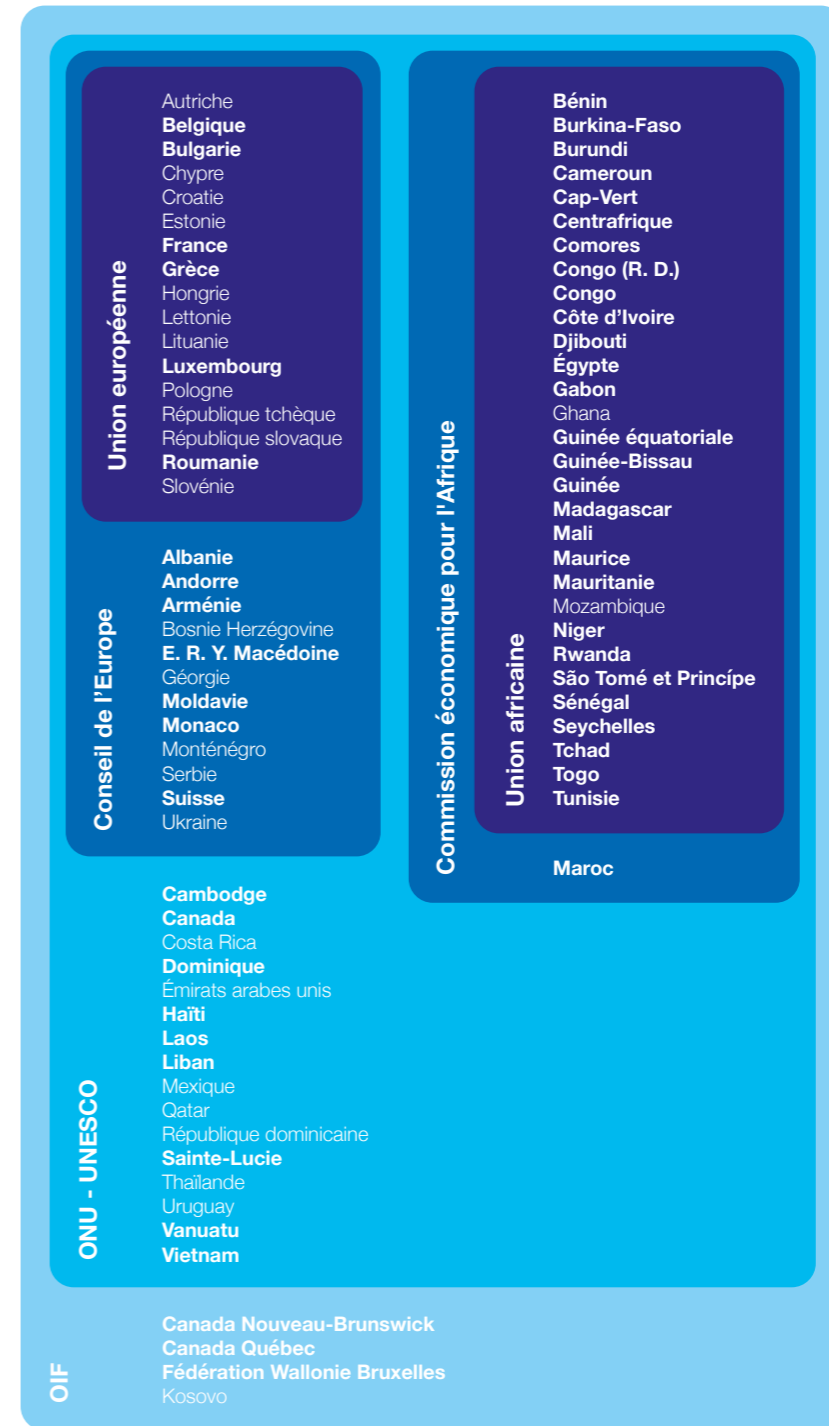 Union européenne
Autriche
Belgique
Bulgarie
Chypre
Croatie
Estonie
France
Grèce
Hongrie
Lettonie
Lituanie
Luxembourg
Pologne
République tchèque
République slovaque
Roumanie
Slovénie
Conseil de l'Europe
Albanie
Andorre
Arménie
Bosnie Herzégovine
E. R. Y. Macédoine
Géorgie
Moldavie
Monaco
Monténégro
Serbie
Suisse
Ukraine
Commission économique pour l'Afrique
Union africaine
Bénin
Burkina-Faso
Burundi
Cameroun
Cap-Vert
Centrafrique
Comores
Congo (R. D.)
Congo
Côte d'Ivoire
Djibouti
Égypte
Gabon
Ghana
Guinée équatoriale
Guinée-Bissau
Guinée
Madagascar
Mali
Maurice
Mauritanie
Mozambique
Niger
Rwanda
São Tomé et Princípe
Sénégal
Seychelles
Tchad
Togo
Tunisie
Maroc
ONU - UNESCO
Cambodge
Canada
Costa Rica
Dominique
Émirats arabes unis
Haïti
Laos
Liban
Mexique
Qatar
République dominicaine
Sainte-Lucie
Thaïlande
Uruguay
Vanuatu
Vietnam
OIF
Canada Nouveau-Brunswick
Canada Québec
Fédération Wallonie Bruxelles
Kosovo